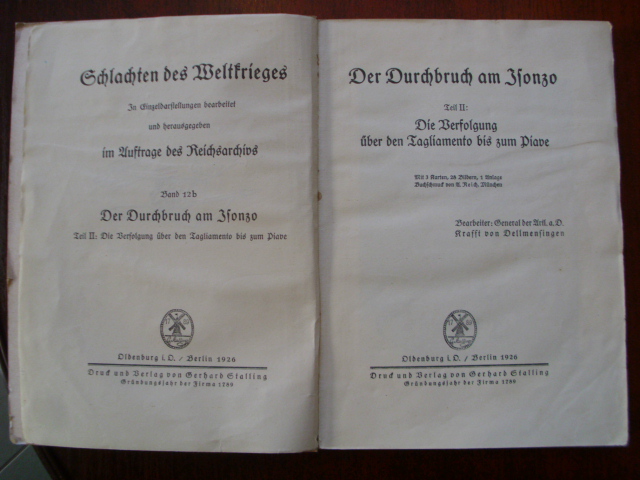 Schlachten des Weltkrieges
In Einzeldarstellungen bearbeitet
und herausgegeben
im Auftrage des Reichsarchivs
Band 12b
Der Durchbruch am Isonzo
Teil II: Die Verfolgung über den Tagliamento bis zum Piave
Oldenburg i.O. / Berlin 1926
Druck und Verlag von Gerhard Stalling
Gründungsjahr der Firma 1789
Der Durchbruch am Isonzo
Teil II:
Die Verfolgung
über den Tagliamento bis zum Piave
Mit 3 Karten, 28 Bildern, 1 Anlage
Buchschmuck von A. Reich, München
Bearbeiter: General der Artl. a.D.
Krafft von Dellmensingen
Oldenburg i.O. / Berlin 1926
Druck und Verlag von Gerhard Stalling
Gründungsjahr der Firma 1789